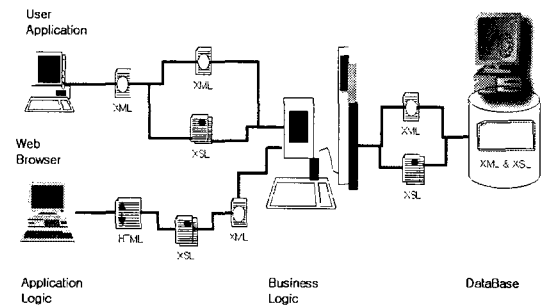 User
Application
XML
XML
XSL
XML
XSL
XML & XSL
Web
Browser
HTML
XSL
XML
Application
Logic
Business
Logic
DataBase